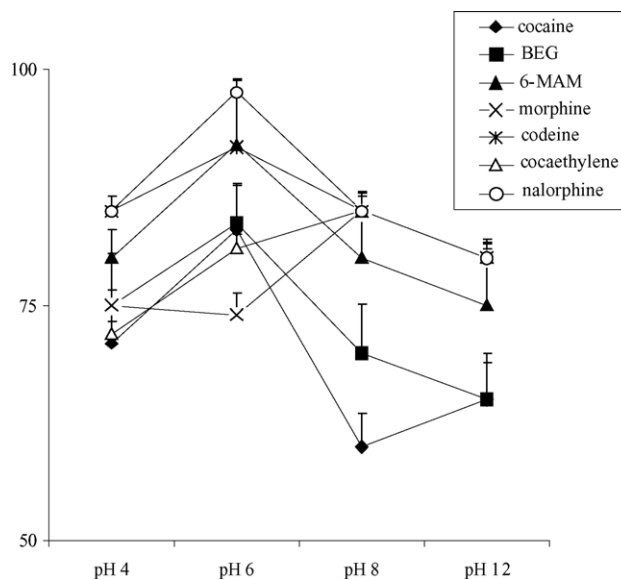 cocaine
BEG
6-MAM
morphine
codeine
cocaethylene
nalorphine
100
75
50
pH 4
pH 6
pH 8
pH 12